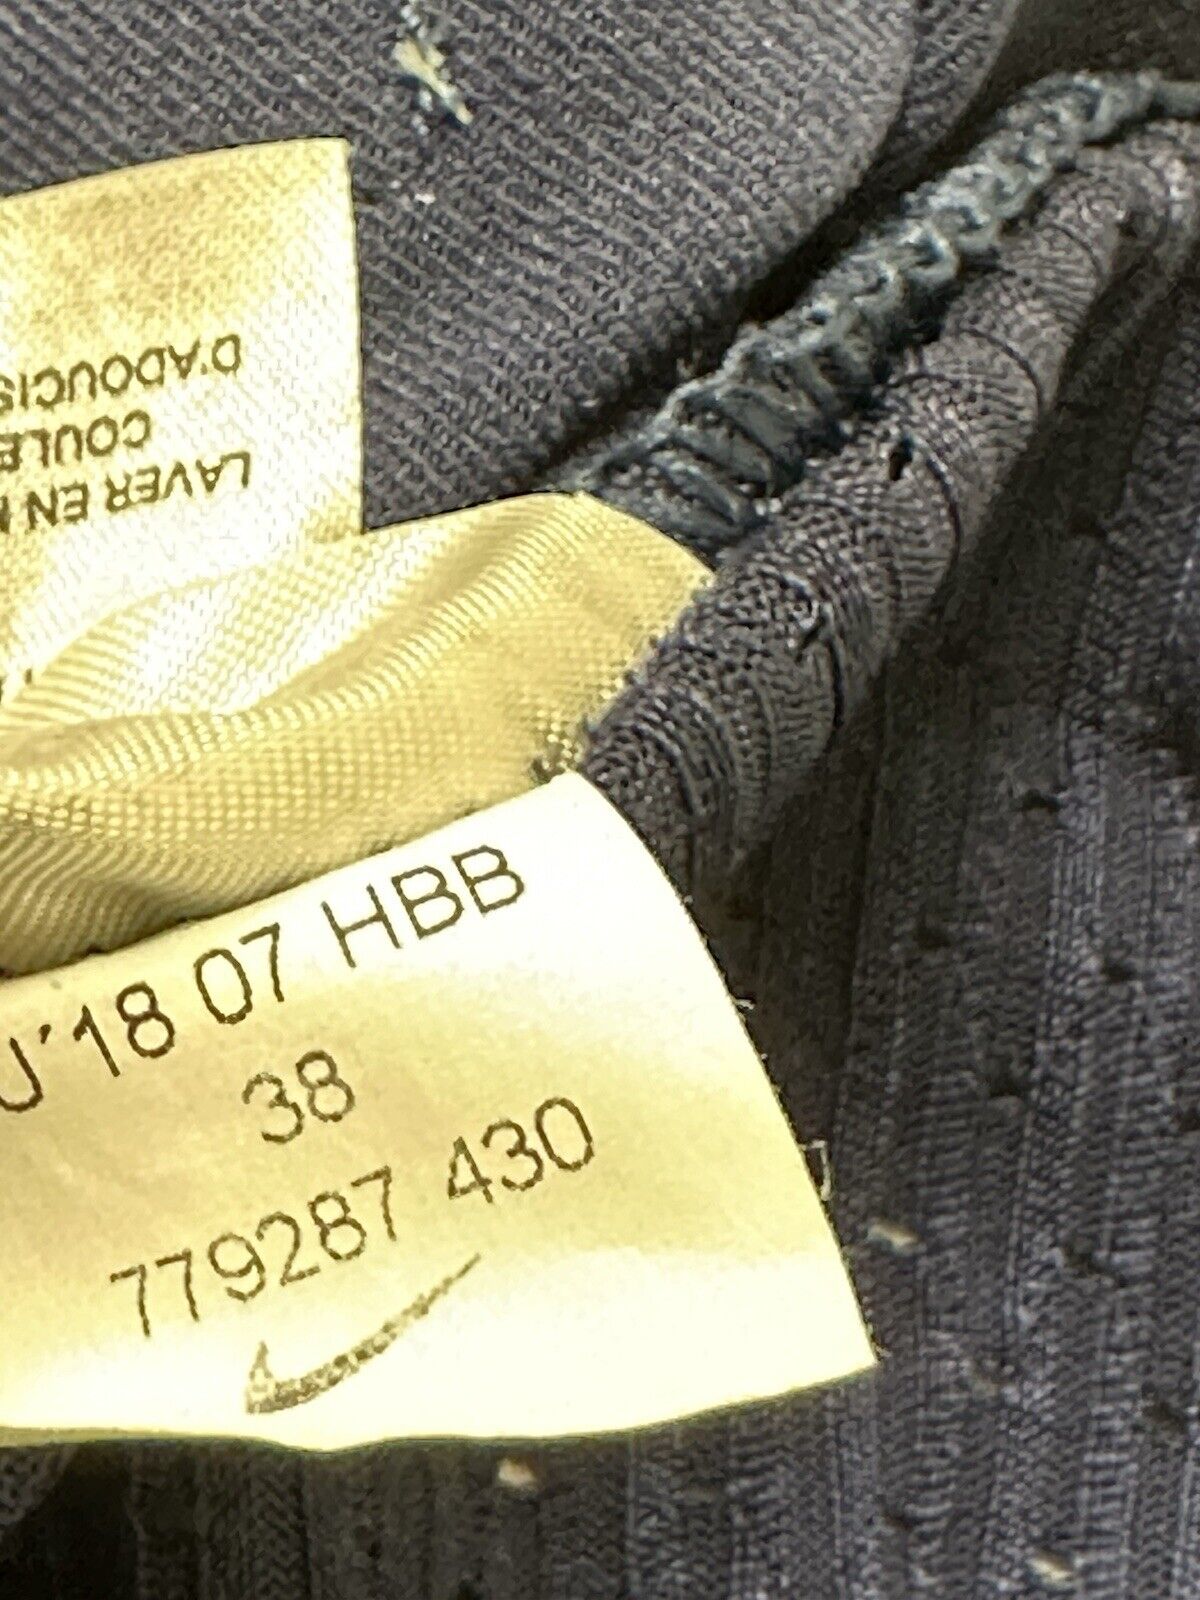 LAVER EN
COULE
D'ADOUCIS
J'18 07 HBB
38
779287 430